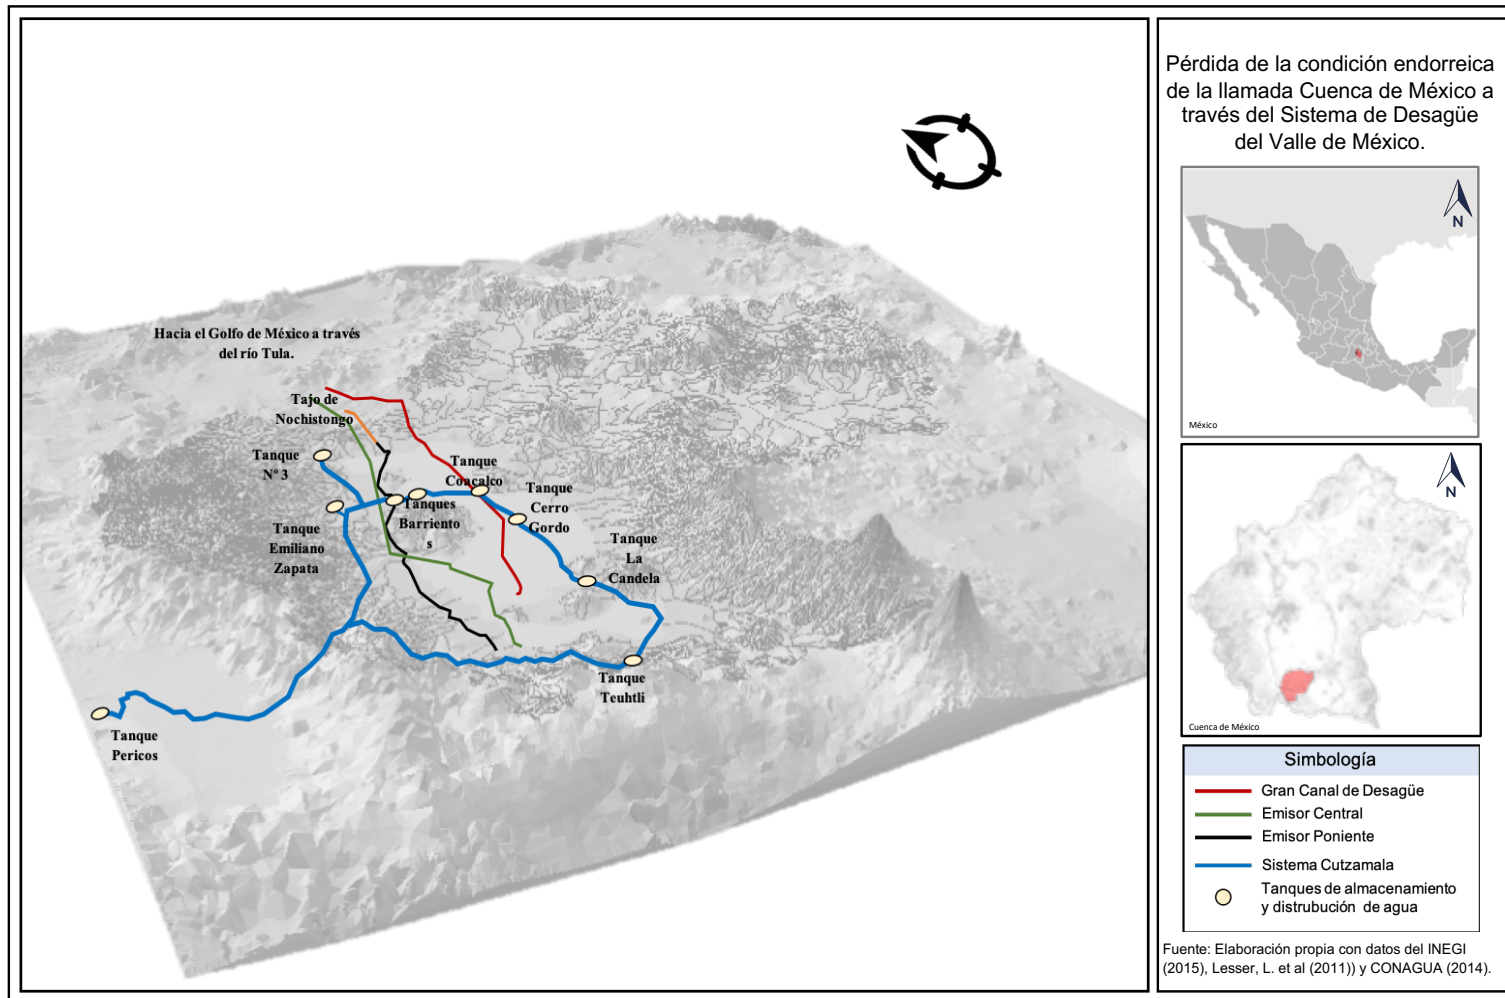 Hacia el Golfo de México a través
del río Tula.
Tajo de
Nochistongo
Tanque
Nº 3
Tanque
Coacalco
Tanque
Cerro
Gordo
Tanques
Barriento
s
Tanque
Emiliano
Zapata
Tanque
La
Candela
Tanque
Teuhtli
Tanque
Pericos
Pérdida de la condición endorreica
de la llamada Cuenca de México a
través del Sistema de Desagüe
del Valle de México.
N
México
N
Cuenca de México
Simbología
Gran Canal de Desagüe
Emisor Central
Emisor Poniente
Sistema Cutzamala
Tanques de almacenamiento
y distrubución de agua
Fuente: Elaboración propia con datos del INEGI
(2015), Lesser, L. et al (2011)) y CONAGUA (2014).